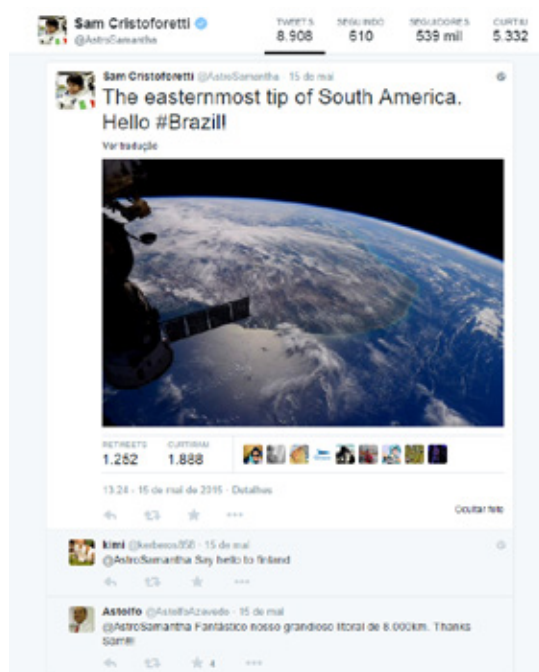 Sam Cristoforetti
@AstroSamantha
TWEETS
8.908
SEGUINDO
610
SEGUIDORES
539 mil
CURTIU
5.332
Sam Cristoforetti @AstroSamantha · 15 de mai
The easternmost tip of South America.
Hello #Brazil!
Ver tradução
RETWEETS
1.262
CURTIRAM
1.888
13:24 - 15 de mai de 2015 · Detalhes
Ocultar foto
kimi @kerberos858 · 15 de mai
@AstroSamantha Say hello to finland
Astolfo @AstolfoAzevedo · 15 de mai
@AstroSamantha Fantástico nosso grandioso litoral de 8.000km. Thanks
Sam!!!
4